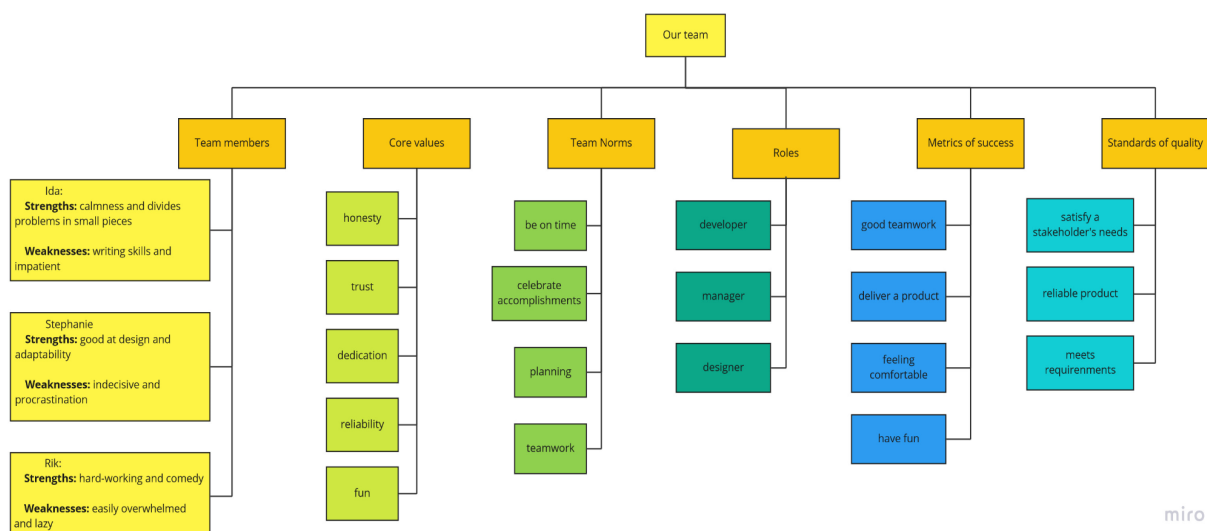 Our team
Team members
Core values
Team Norms
Roles
Metrics of success
Standards of quality
Ida:
Strengths: calmness and divides
problems in small pieces
Weaknesses: writing skills and
impatient
Stephanie
Strengths: good at design and
adaptability
Weaknesses: indecisive and
procrastination
Rik:
Strengths: hard-working and comedy
Weaknesses: easily overwhelmed
and lazy
honesty
trust
dedication
reliability
fun
be on time
celebrate
accomplishments
planning
teamwork
developer
manager
designer
good teamwork
deliver a product
feeling
comfortable
have fun
satisfy a
stakeholder's needs
reliable product
meets
requirenments
miro